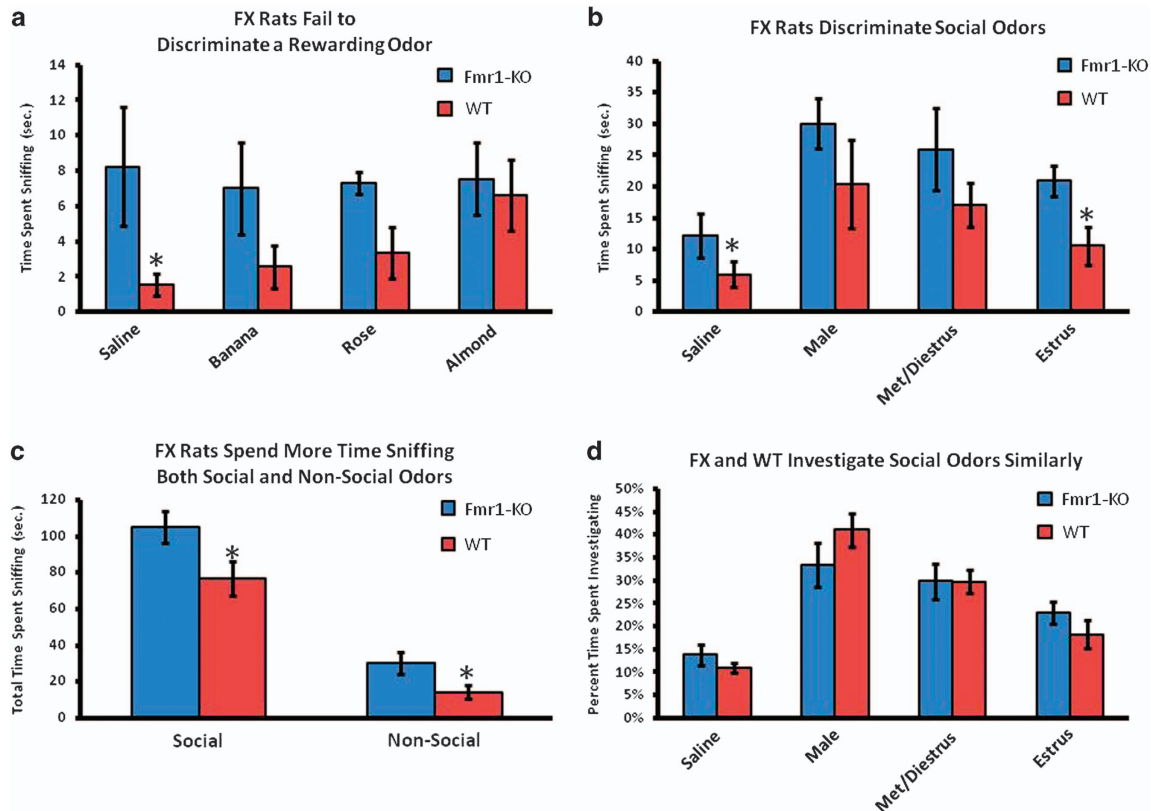 a
FX Rats Fail to
Discriminate a Rewarding Odor
Time Spent Sniffing (sec.)
14
12
10
8
6
4
2
0
Fmr1-KO
WT
*
Saline
Banana
Rose
Almond
b
FX Rats Discriminate Social Odors
Time Spent Sniffing (sec.)
40
35
30
25
20
15
10
5
0
Fmr1-KO
WT
*
*
Saline
Male
Met/Diestrus
Estrus
c
FX Rats Spend More Time Sniffing
Both Social and Non-Social Odors
Total Time Spent Sniffing (sec.)
120
100
80
60
40
20
0
Fmr1-KO
WT
*
*
Social
Non-Social
d
FX and WT Investigate Social Odors Similarly
Percent Time Spent Investigating
50%
45%
40%
35%
30%
25%
20%
15%
10%
5%
0%
Fmr1-KO
WT
Saline
Male
Met/Diestrus
Estrus